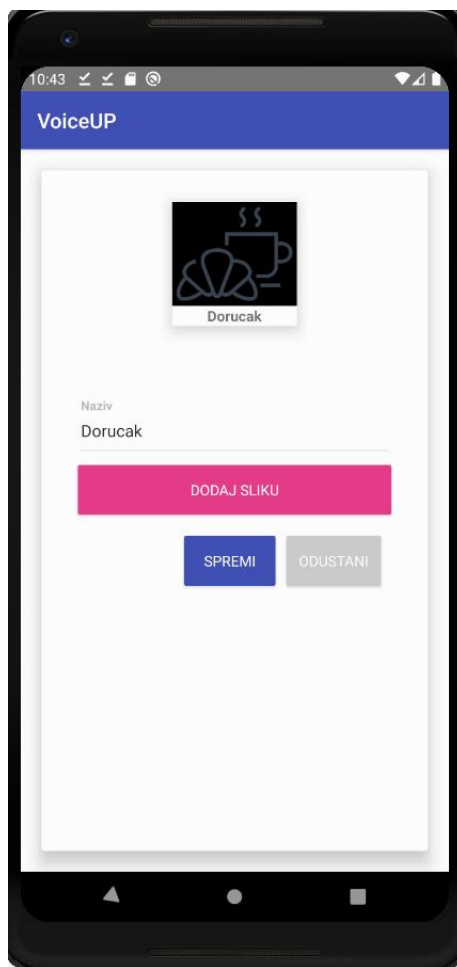 10:43
VoiceUP
Dorucak
Naziv
Dorucak
DODAJ SLIKU
SPREMI
ODUSTANI